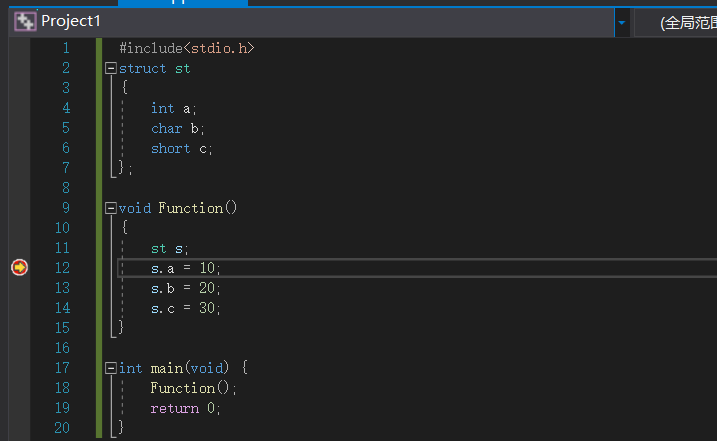 Project1
(全局范围
1 #include<stdio.h>
2 struct st
3 {
4 int a;
5 char b;
6 short c;
7 };
8
9 void Function()
10 {
11 st s;
12 s.a = 10;
13 s.b = 20;
14 s.c = 30;
15 }
16
17 int main(void) {
18 Function();
19 return 0;
20 }